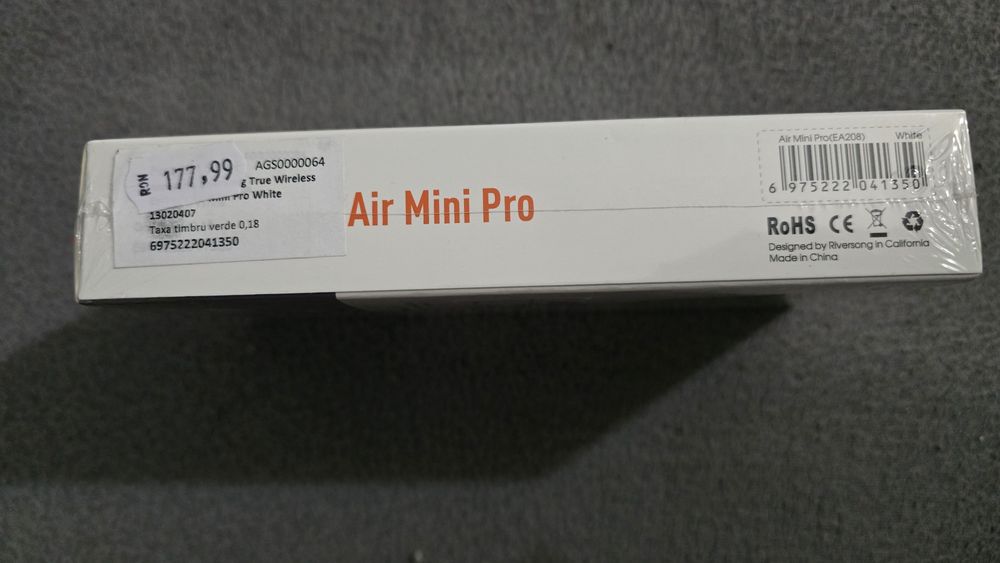 RON 177,99
AGS0000064
g True Wireless
Mini Pro White
13020407
Taxa timbru verde 0,18
6975222041350
Air Mini Pro
Air Mini Pro(EA208) White
6 975222 041350
RoHS CE
Designed by Riversong in California
Made in China